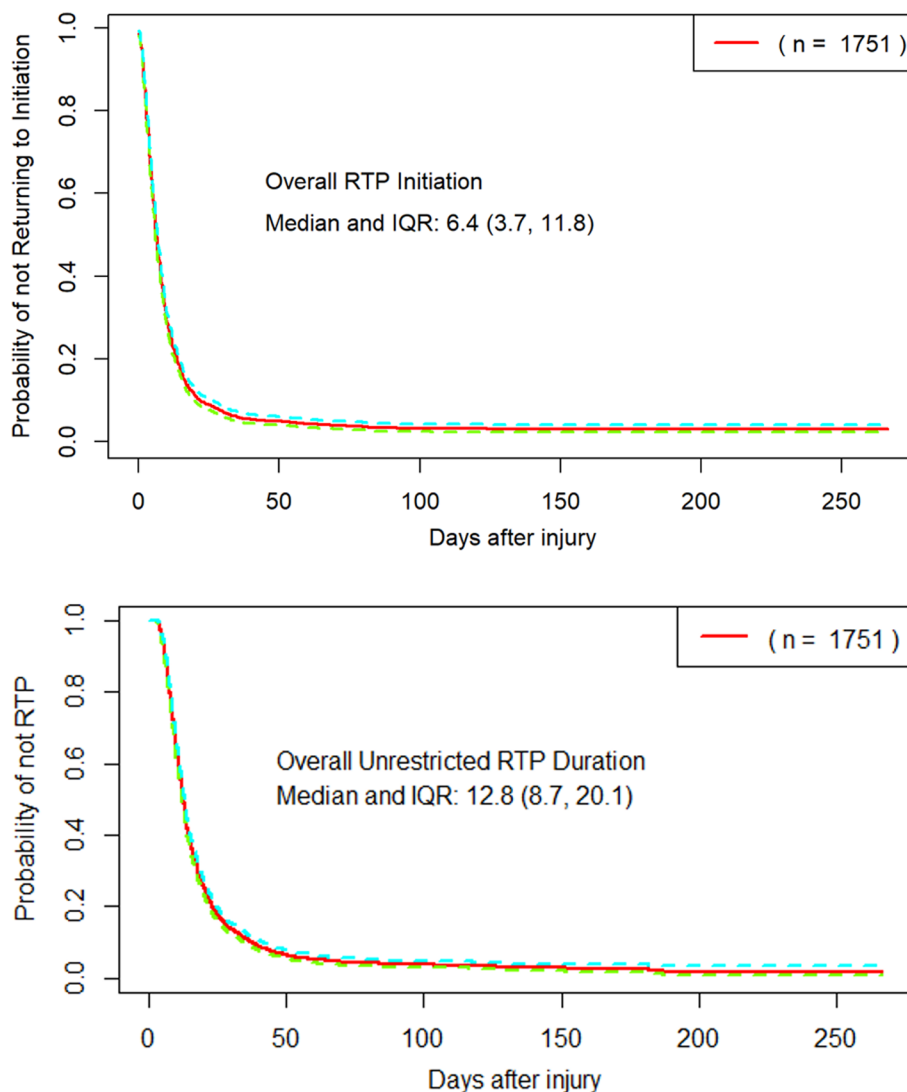 ( n = 1751 )
Probability of not Returning to Initiation
1.0
0.8
0.6
0.4
0.2
0.0
Overall RTP Initiation
Median and IQR: 6.4 (3.7, 11.8)
0 50 100 150 200 250
Days after injury
( n = 1751 )
Probability of not RTP
1.0
0.8
0.6
0.4
0.2
0.0
Overall Unrestricted RTP Duration
Median and IQR: 12.8 (8.7, 20.1)
0 50 100 150 200 250
Days after injury